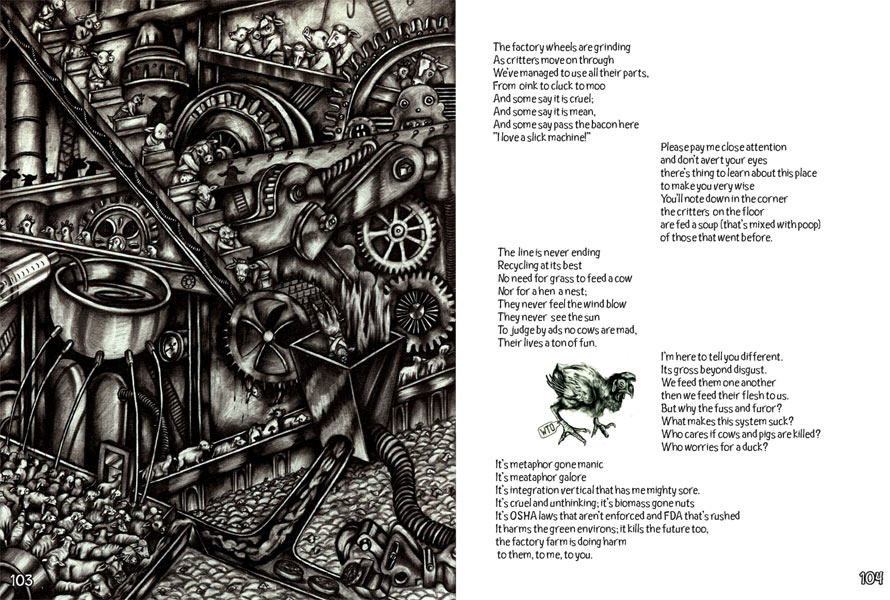 The factory wheels are grinding
As critters move on through
We've managed to use all their parts,
From oink to cluck to moo
And some say it is cruel;
And some say it is mean,
And some say pass the bacon here
"I love a slick machine!"
Please pay me close attention
and don't avert your eyes
there's thing to learn about this place
to make you very wise
You'll note down in the corner
the critters on the floor
are fed a soup (that's mixed with poop)
of those that went before.
The line is never ending
Recycling at its best
No need for grass to feed a cow
Nor for a hen a nest;
They never feel the wind blow
They never see the sun
To judge by ads no cows are mad,
Their lives a ton of fun.
I'm here to tell you different.
Its gross beyond disgust.
We feed them one another
then we feed their flesh to us.
But why the fuss and furor?
What makes this system suck?
Who cares if cows and pigs are killed?
Who worries for a duck?
WTO
It's metaphor gone manic
It's meataphor galore
It's integration vertical that has me mighty sore.
It's cruel and unthinking; it's biomass gone nuts
It's OSHA laws that aren't enforced and FDA that's rushed
It harms the green environs; it kills the future too,
the factory farm is doing harm
to them, to me, to you.
103
104